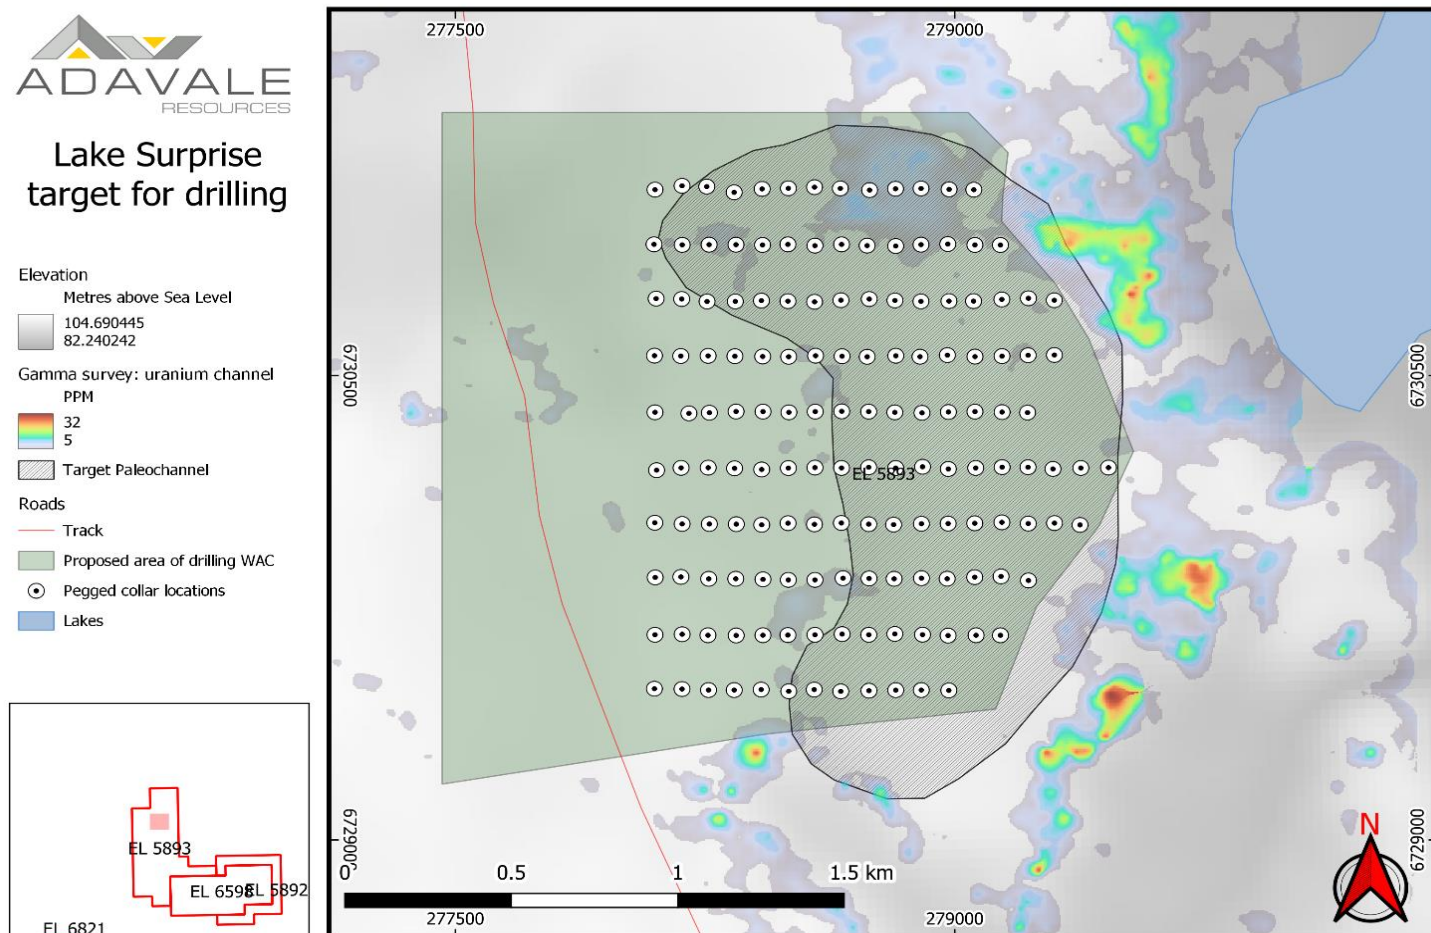 ADAVALE
RESOURCES
Lake Surprise
target for drilling
Elevation
Metres above Sea Level
104.690445
82.240242
Gamma survey: uranium channel
PPM
32
5
Target Paleochannel
Roads
Track
Proposed area of drilling WAC
Pegged collar locations
Lakes
EL 5893
EL 6598
EL 5892
EL 6821
277500
279000
6730500
6730500
EL 5893
6729000
6729000
0
0.5
1
1.5 km
277500
279000
N